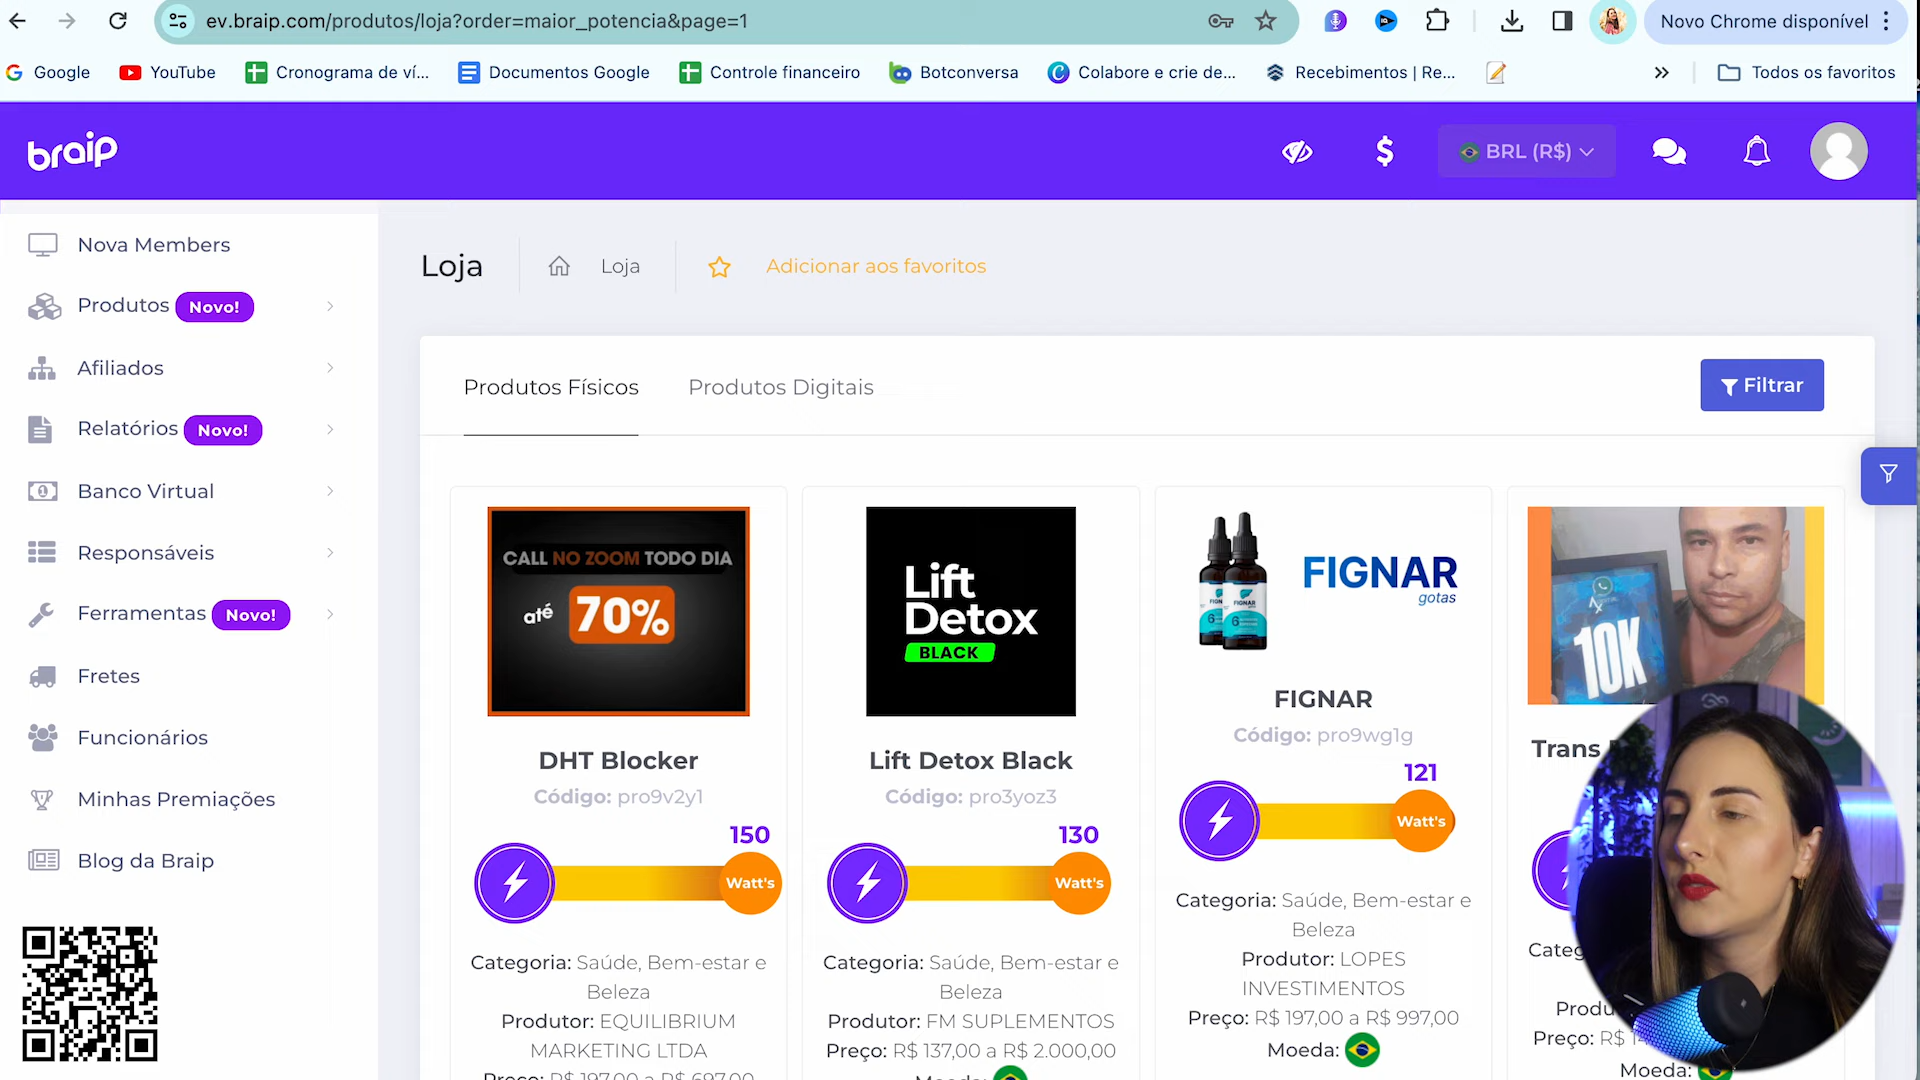 ev.braip.com/produtos/loja?order=maior_potencia&page=1
Novo Chrome disponível
Google
YouTube
Cronograma de ví...
Documentos Google
Controle financeiro
Botconversa
Colabore e crie de...
Recebimentos | Re...
Todos os favoritos
braip
BRL (R$)
Nova Members
Produtos Novo!
Afiliados
Relatórios Novo!
Banco Virtual
Responsáveis
Ferramentas Novo!
Fretes
Funcionários
Minhas Premiações
Blog da Braip
Loja
Loja
Adicionar aos favoritos
Produtos Físicos
Produtos Digitais
Filtrar
CALL NO ZOOM TODO DIA
até 70%
DHT Blocker
Código: pro9v2y1
150
Watt's
Categoria: Saúde, Bem-estar e
Beleza
Produtor: EQUILIBRIUM
MARKETING LTDA
Preço: R$ 197,00 a R$ 697,00
Lift
Detox
BLACK
Lift Detox Black
Código: pro3yoz3
130
Watt's
Categoria: Saúde, Bem-estar e
Beleza
Produtor: FM SUPLEMENTOS
Preço: R$ 137,00 a R$ 2.000,00
Moeda:
FIGNAR
gotas
FIGNAR
Código: pro9wg1g
121
Watt's
Categoria: Saúde, Bem-estar e
Beleza
Produtor: LOPES
INVESTIMENTOS
Preço: R$ 197,00 a R$ 997,00
Moeda:
10K
Trans
Preço: R$
Moeda: